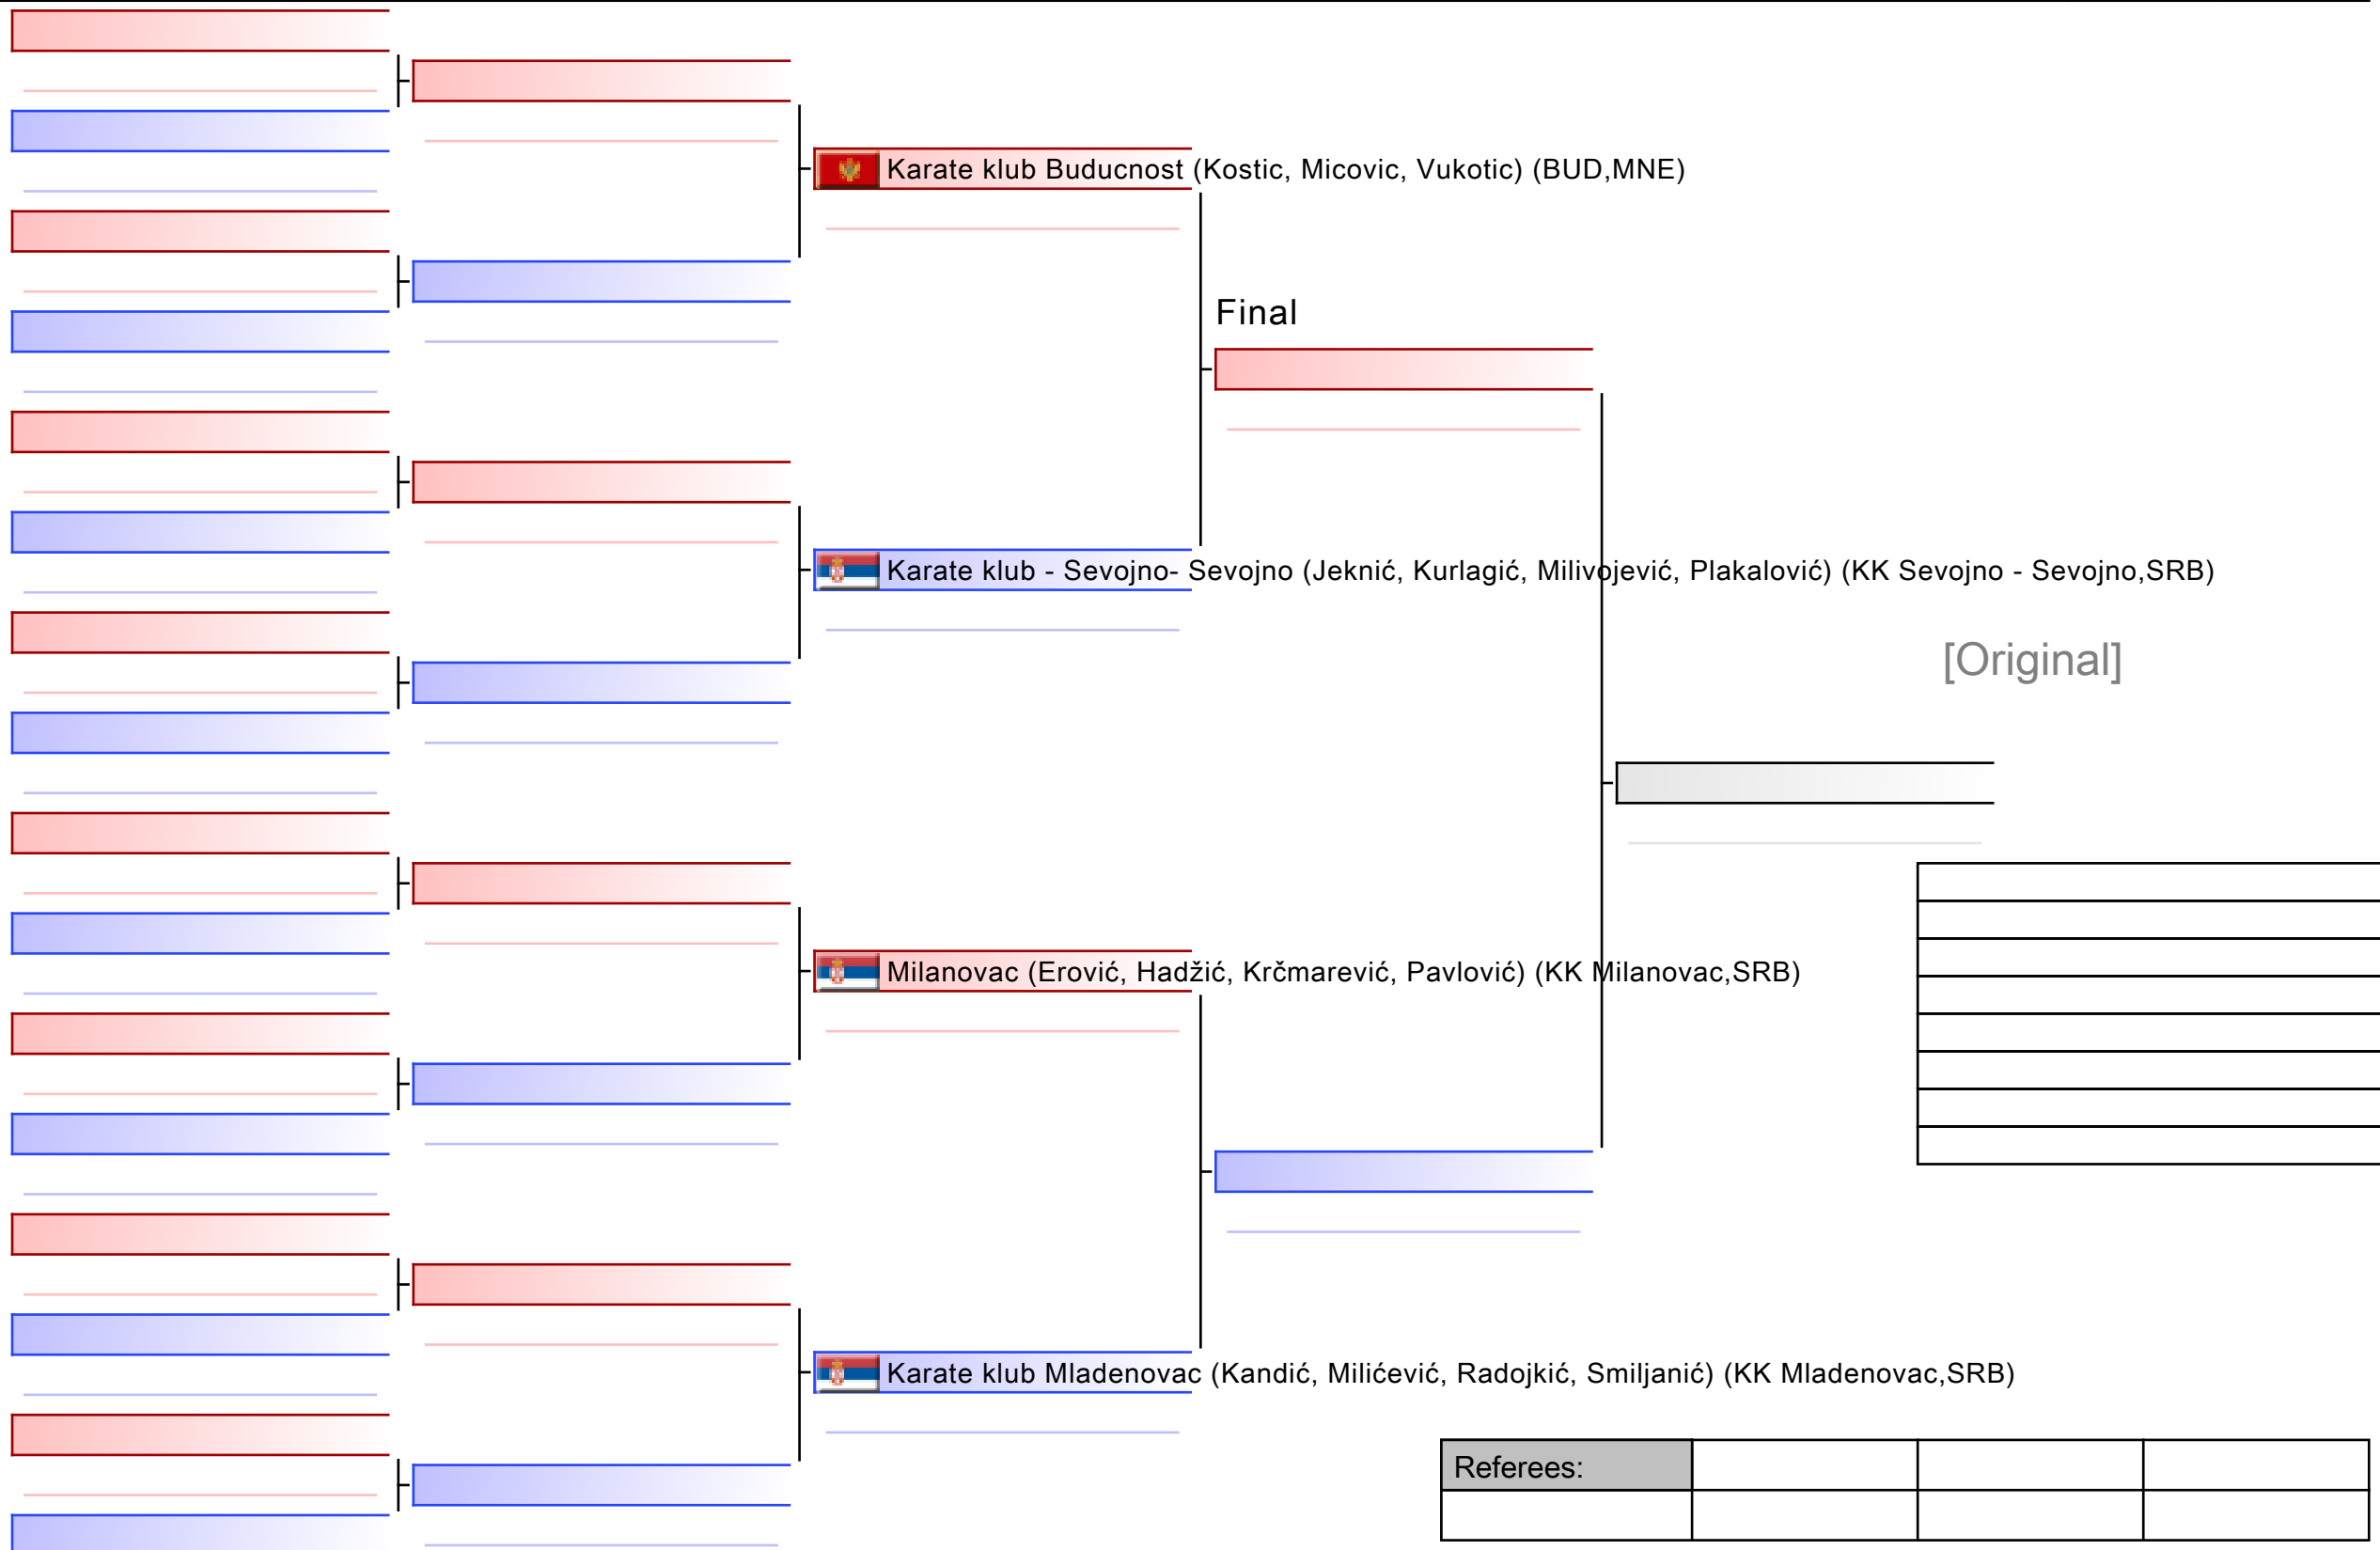 Karate klub Buducnost (Kostic, Micovic, Vukotic) (BUD,MNE)
Final
Karate klub - Sevojno- Sevojno (Jeknić, Kurlagić, Milivojević, Plakalović) (KK Sevojno - Sevojno,SRB)
[Original]
Milanovac (Erović, Hadžić, Krčmarević, Pavlović) (KK Milanovac,SRB)
Karate klub Mladenovac (Kandić, Milićević, Radojkić, Smiljanić) (KK Mladenovac,SRB)
Referees: